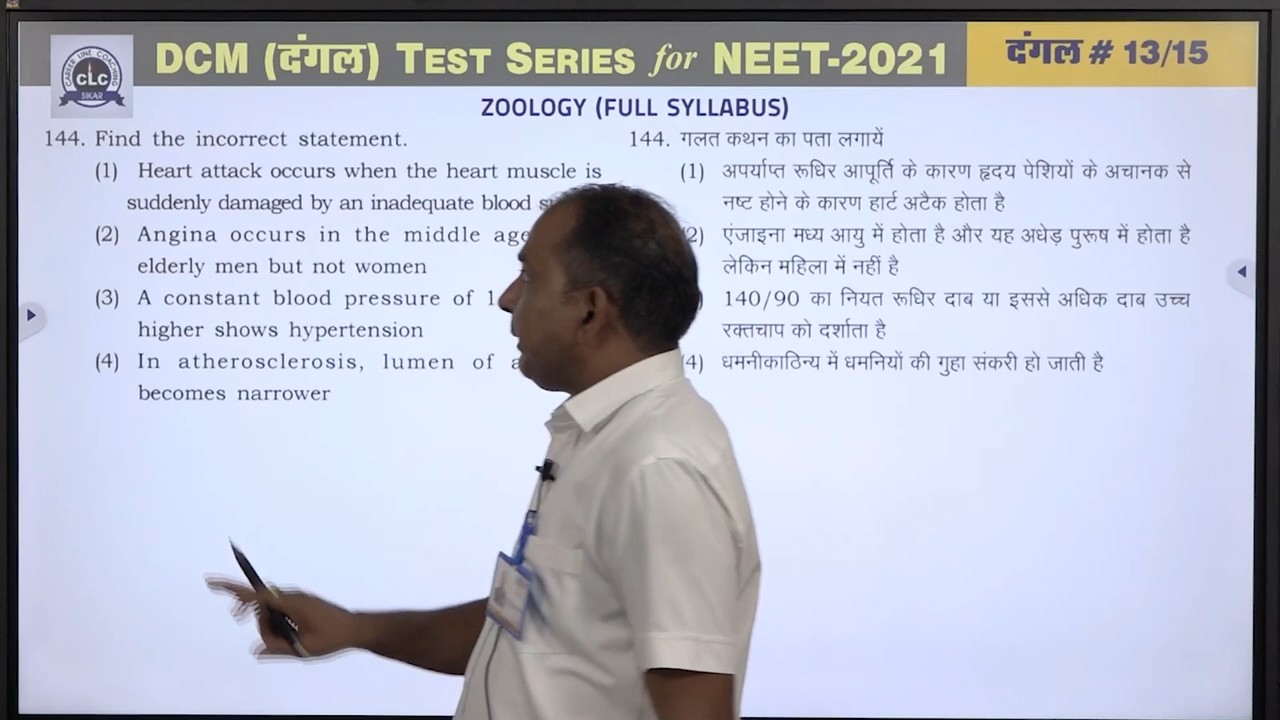 DCM (दंगल) TEST SERIES for NEET-2021
दंगल # 13/15
CAREER LINE COACHING
CLC
SIKAR
ZOOLOGY (FULL SYLLABUS)
144. Find the incorrect statement.
(1) Heart attack occurs when the heart muscle is
suddenly damaged by an inadequate blood
(2) Angina occurs in the middle age
elderly men but not women
(3) A constant blood pressure of
higher shows hypertension
(4) In atherosclerosis, lumen of
becomes narrower
144. गलत कथन का पता लगायें
(1) अपर्याप्त रूधिर आपूर्ति के कारण हृदय पेशियों के अचानक से
नष्ट होने के कारण हार्ट अटैक होता है
2) एंजाइना मध्य आयु में होता है और यह अधेड़ पुरूष में होता है
लेकिन महिला में नहीं है
140/90 का नियत रूधिर दाब या इससे अधिक दाब उच्च
रक्तचाप को दर्शाता है
4) धमनीकाठिन्य में धमनियों की गुहा संकरी हो जाती है